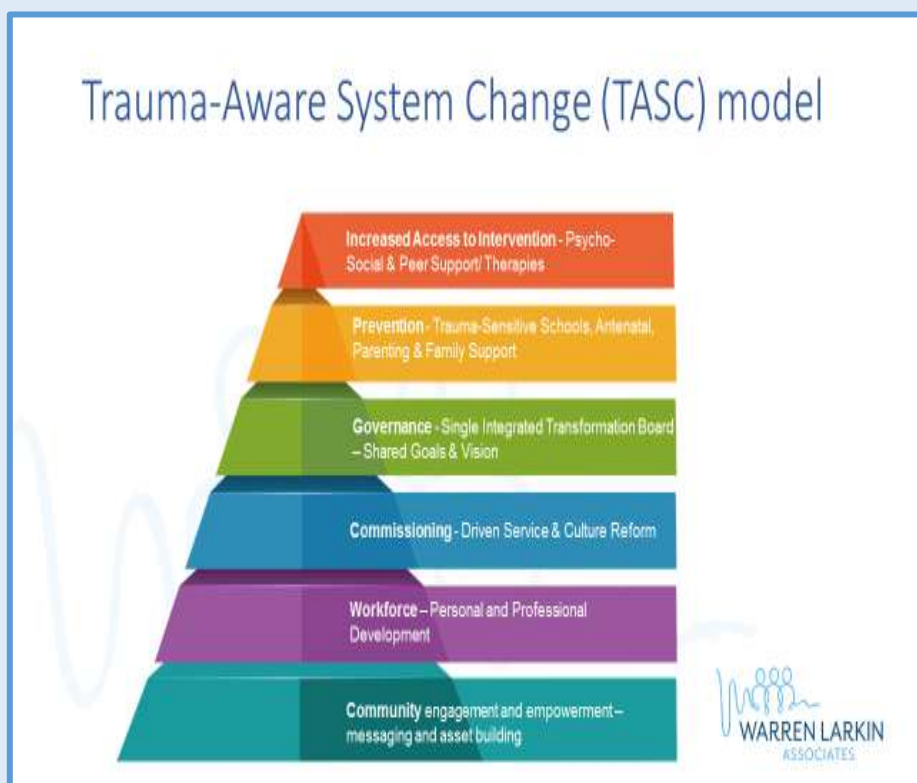 Trauma-Aware System Change (TASC) model
Increased Access to Intervention - Psycho-
Social & Peer Support/ Therapies
Prevention - Trauma-Sensitive Schools, Antenatal,
Parenting & Family Support
Governance - Single Integrated Transformation Board
– Shared Goals & Vision
Commissioning - Driven Service & Culture Reform
Workforce – Personal and Professional
Development
Community engagement and empowerment –
messaging and asset building
WARREN LARKIN
ASSOCIATES